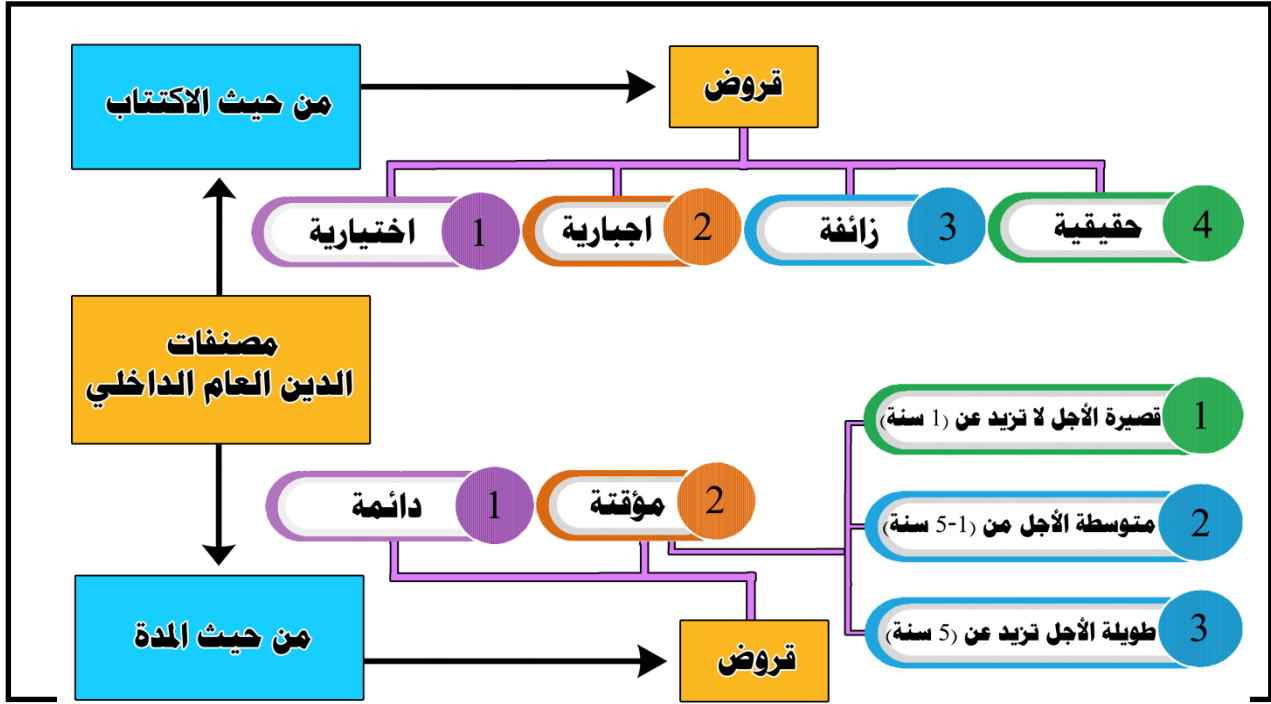 من حيث الاكتتاب
قروض
1 اختيارية
2 اجبارية
3 زائفة
4 حقيقية
مصنفات
الدين العام الداخلي
من حيث المدة
قروض
1 دائمة
2 مؤقتة
1 قصيرة الأجل لا تزيد عن (1 سنة)
2 متوسطة الأجل من (1-5 سنة)
3 طويلة الأجل تزيد عن (5 سنة)